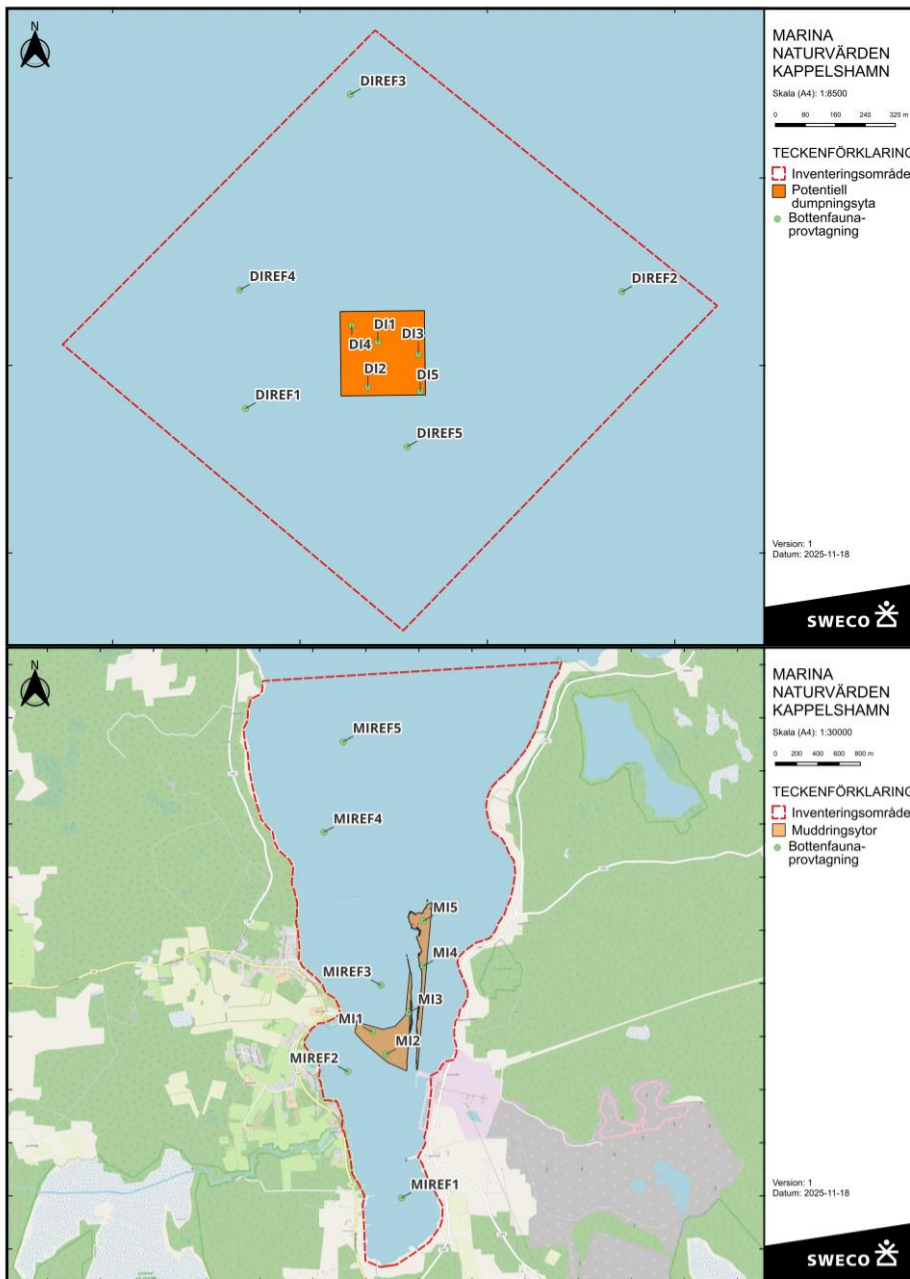 N
DIREF3
DIREF4
DIREF2
DI1
DI3
DI4
DI2
DI5
DIREF1
DIREF5
MARINA
NATURVÄRDEN
KAPPELSHAMN
Skala (A4): 1:8500
0 80 160 240 320 m
TECKENFÖRKLARING
Inventeringsområde
Potentiell
dumpningsyta
Bottenfauna-
provtagning
Version: 1
Datum: 2025-11-18
SWECO
N
MIREF5
MIREF4
MI5
MI4
MIREF3
MI3
MI1
MI2
MIREF2
MIREF1
MARINA
NATURVÄRDEN
KAPPELSHAMN
Skala (A4): 1:30000
0 200 400 600 800 m
TECKENFÖRKLARING
Inventeringsområde
Muddringsytor
Bottenfauna-
provtagning
Version: 1
Datum: 2025-11-18
SWECO